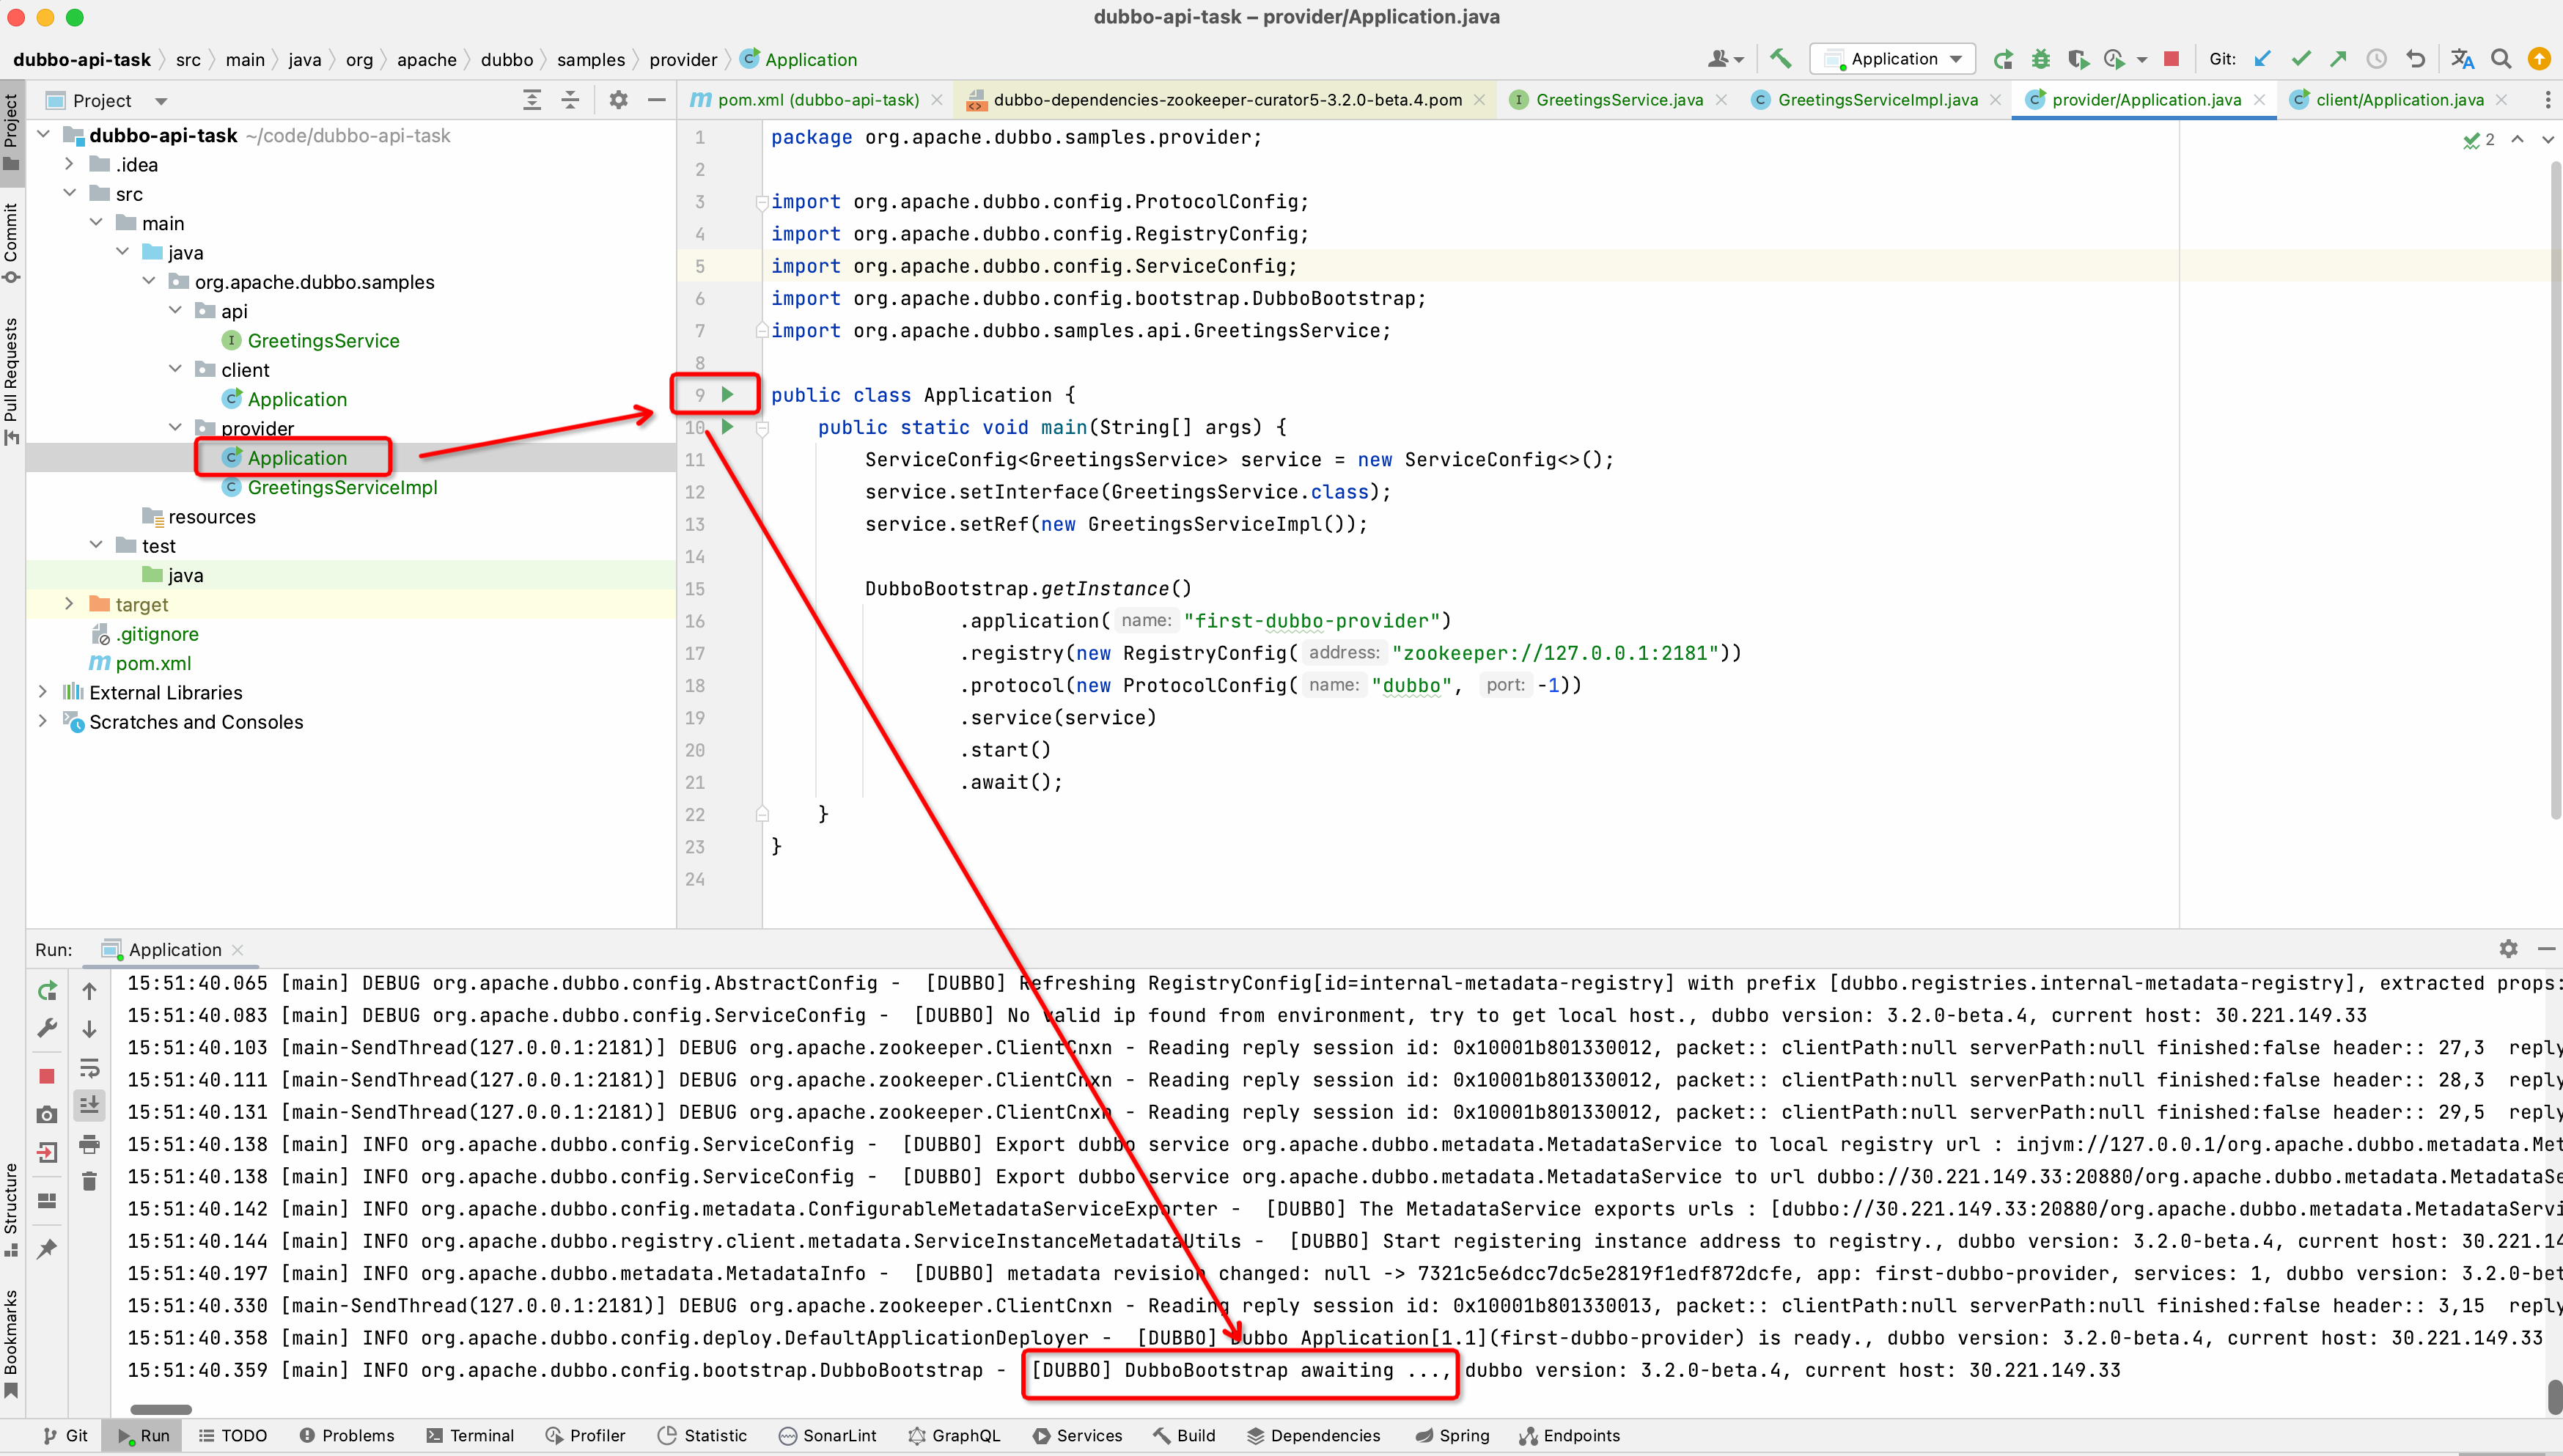 dubbo-api-task – provider/Application.java
dubbo-api-task src main java org apache dubbo samples provider Application
Application Git:
Project
pom.xml (dubbo-api-task) dubbo-dependencies-zookeeper-curator5-3.2.0-beta.4.pom GreetingsService.java GreetingsServiceImpl.java provider/Application.java client/Application.java
Project
Commit
Pull Requests
Structure
Bookmarks
dubbo-api-task ~/code/dubbo-api-task
.idea
src
main
java
org.apache.dubbo.samples
api
GreetingsService
client
Application
provider
Application
GreetingsServiceImpl
resources
test
java
target
.gitignore
pom.xml
External Libraries
Scratches and Consoles
2
1 package org.apache.dubbo.samples.provider;
2
3 import org.apache.dubbo.config.ProtocolConfig;
4 import org.apache.dubbo.config.RegistryConfig;
5 import org.apache.dubbo.config.ServiceConfig;
6 import org.apache.dubbo.config.bootstrap.DubboBootstrap;
7 import org.apache.dubbo.samples.api.GreetingsService;
8
9 public class Application {
10 public static void main(String[] args) {
11 ServiceConfig<GreetingsService> service = new ServiceConfig<>();
12 service.setInterface(GreetingsService.class);
13 service.setRef(new GreetingsServiceImpl());
14
15 DubboBootstrap.getInstance()
16 .application( name: "first-dubbo-provider")
17 .registry(new RegistryConfig( address: "zookeeper://127.0.0.1:2181"))
18 .protocol(new ProtocolConfig( name: "dubbo", port: -1))
19 .service(service)
20 .start()
21 .await();
22 }
23 }
24
Run: Application
15:51:40.065 [main] DEBUG org.apache.dubbo.config.AbstractConfig - [DUBBO] Refreshing RegistryConfig[id=internal-metadata-registry] with prefix [dubbo.registries.internal-metadata-registry], extracted props:
15:51:40.083 [main] DEBUG org.apache.dubbo.config.ServiceConfig - [DUBBO] No valid ip found from environment, try to get local host., dubbo version: 3.2.0-beta.4, current host: 30.221.149.33
15:51:40.103 [main-SendThread(127.0.0.1:2181)] DEBUG org.apache.zookeeper.ClientCnxn - Reading reply session id: 0x10001b801330012, packet:: clientPath:null serverPath:null finished:false header:: 27,3 reply
15:51:40.111 [main-SendThread(127.0.0.1:2181)] DEBUG org.apache.zookeeper.ClientCnxn - Reading reply session id: 0x10001b801330012, packet:: clientPath:null serverPath:null finished:false header:: 28,3 reply
15:51:40.131 [main-SendThread(127.0.0.1:2181)] DEBUG org.apache.zookeeper.ClientCnxn - Reading reply session id: 0x10001b801330012, packet:: clientPath:null serverPath:null finished:false header:: 29,5 reply
15:51:40.138 [main] INFO org.apache.dubbo.config.ServiceConfig - [DUBBO] Export dubbo service org.apache.dubbo.metadata.MetadataService to local registry url : injvm://127.0.0.1/org.apache.dubbo.metadata.Met
15:51:40.138 [main] INFO org.apache.dubbo.config.ServiceConfig - [DUBBO] Export dubbo service org.apache.dubbo.metadata.MetadataService to url dubbo://30.221.149.33:20880/org.apache.dubbo.metadata.MetadataSe
15:51:40.142 [main] INFO org.apache.dubbo.config.metadata.ConfigurableMetadataServiceExporter - [DUBBO] The MetadataService exports urls : [dubbo://30.221.149.33:20880/org.apache.dubbo.metadata.MetadataServi
15:51:40.144 [main] INFO org.apache.dubbo.registry.client.metadata.ServiceInstanceMetadataUtils - [DUBBO] Start registering instance address to registry., dubbo version: 3.2.0-beta.4, current host: 30.221.14
15:51:40.197 [main] INFO org.apache.dubbo.metadata.MetadataInfo - [DUBBO] metadata revision changed: null -> 7321c5e6dcc7dc5e2819f1edf872dcfe, app: first-dubbo-provider, services: 1, dubbo version: 3.2.0-bet
15:51:40.330 [main-SendThread(127.0.0.1:2181)] DEBUG org.apache.zookeeper.ClientCnxn - Reading reply session id: 0x10001b801330013, packet:: clientPath:null serverPath:null finished:false header:: 3,15 reply
15:51:40.358 [main] INFO org.apache.dubbo.config.deploy.DefaultApplicationDeployer - [DUBBO] Dubbo Application[1.1](first-dubbo-provider) is ready., dubbo version: 3.2.0-beta.4, current host: 30.221.149.33
15:51:40.359 [main] INFO org.apache.dubbo.config.bootstrap.DubboBootstrap - [DUBBO] DubboBootstrap awaiting ..., dubbo version: 3.2.0-beta.4, current host: 30.221.149.33
Git Run TODO Problems Terminal Profiler Statistic SonarLint GraphQL Services Build Dependencies Spring Endpoints